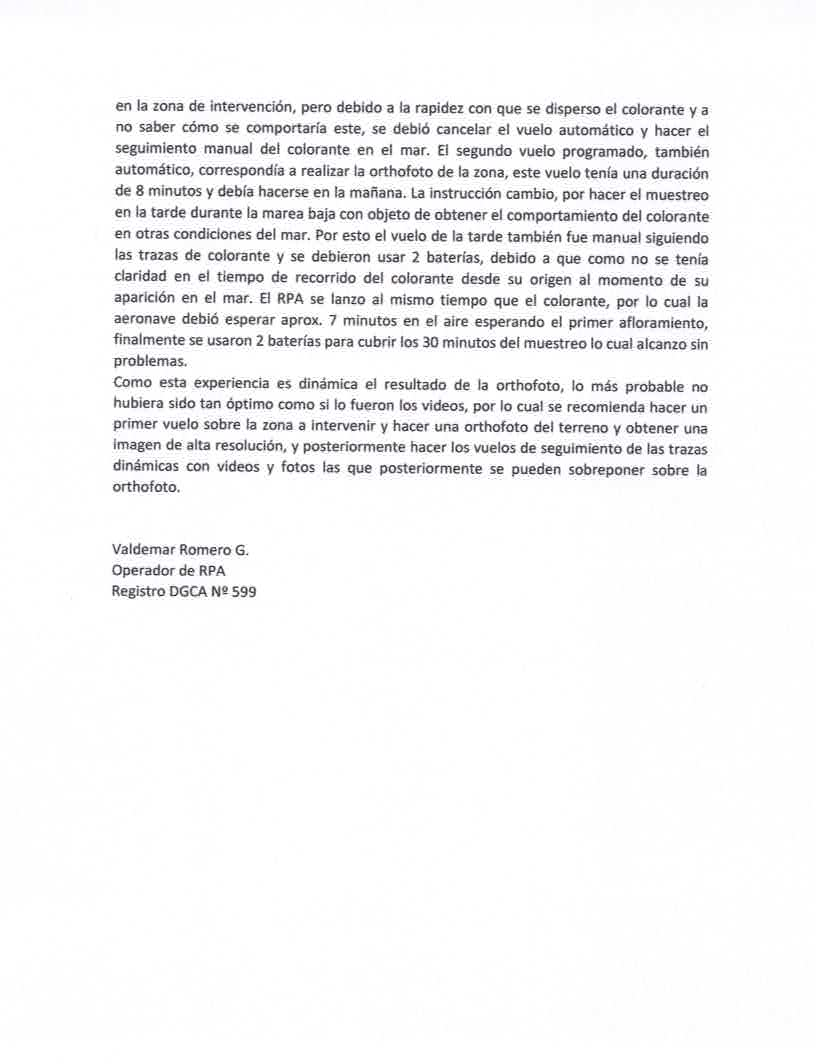 en la zona de intervención, pero debido a la rapidez con que se disperso el colorante y a
no saber cómo se comportaría este, se debió cancelar el vuelo automático y hacer el
seguimiento manual del colorante en el mar. El segundo vuelo programado, también
automático, correspondía a realizar la orthofoto de la zona, este vuelo tenía una duración
de 8 minutos y debía hacerse en la mañana. La instrucción cambio, por hacer el muestreo
en la tarde durante la marea baja con objeto de obtener el comportamiento del colorante
en otras condiciones del mar. Por esto el vuelo de la tarde también fue manual siguiendo
las trazas de colorante y se debieron usar 2 baterías, debido a que como no se tenía
claridad en el tiempo de recorrido del colorante desde su origen al momento de su
aparición en el mar. El RPA se lanzo al mismo tiempo que el colorante, por lo cual la
aeronave debió esperar aprox. 7 minutos en el aire esperando el primer afloramiento,
finalmente se usaron 2 baterías para cubrir los 30 minutos del muestreo lo cual alcanzo sin
problemas.
Como esta experiencia es dinámica el resultado de la orthofoto, lo más probable no
hubiera sido tan óptimo como si lo fueron los videos, por lo cual se recomienda hacer un
primer vuelo sobre la zona a intervenir y hacer una orthofoto del terreno y obtener una
imagen de alta resolución, y posteriormente hacer los vuelos de seguimiento de las trazas
dinámicas con videos y fotos las que posteriormente se pueden sobreponer sobre la
orthofoto.
Valdemar Romero G.
Operador de RPA
Registro DGCA Nº 599